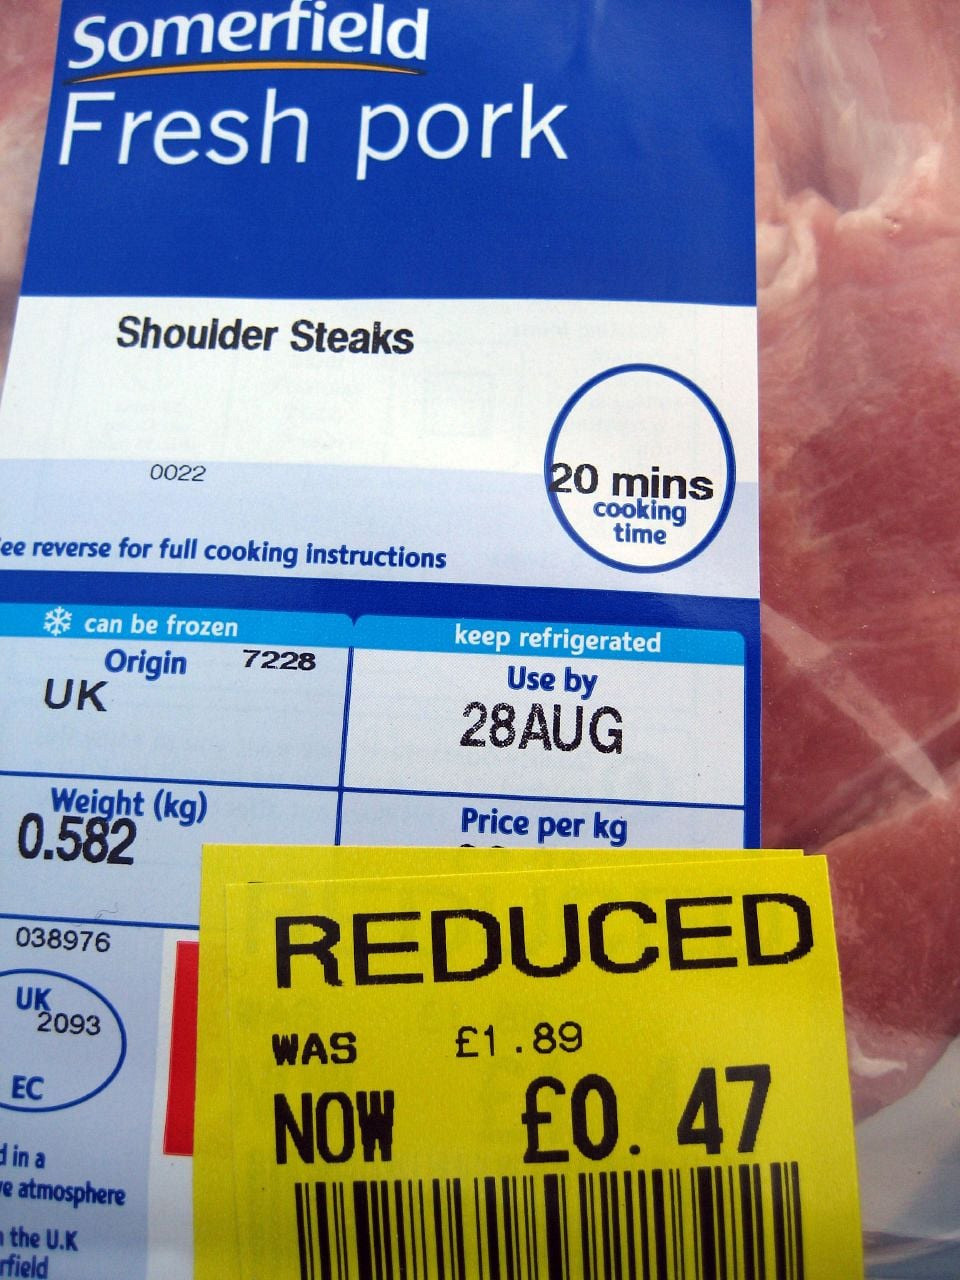 Somerfield
Fresh pork
Shoulder Steaks
0022
20 mins
cooking
time
ee reverse for full cooking instructions
can be frozen
keep refrigerated
Origin 7228
UK
Use by
28AUG
Weight (kg)
0.582
Price per kg
038976
UK
2093
EC
d in a
e atmosphere
the U.K
rfield
REDUCED
WAS £1.89
NOW £0.47